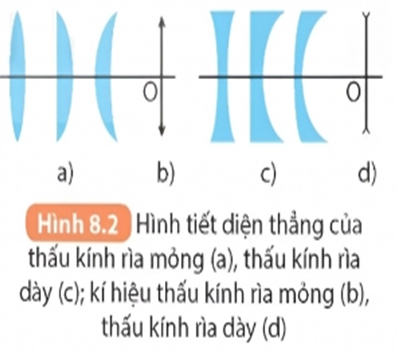 O
O
a) b) c) d)
Hình 8.2 Hình tiết diện thẳng của
thấu kính rìa mỏng (a), thấu kính rìa
dày (c); kí hiệu thấu kính rìa mỏng (b),
thấu kính rìa dày (d)